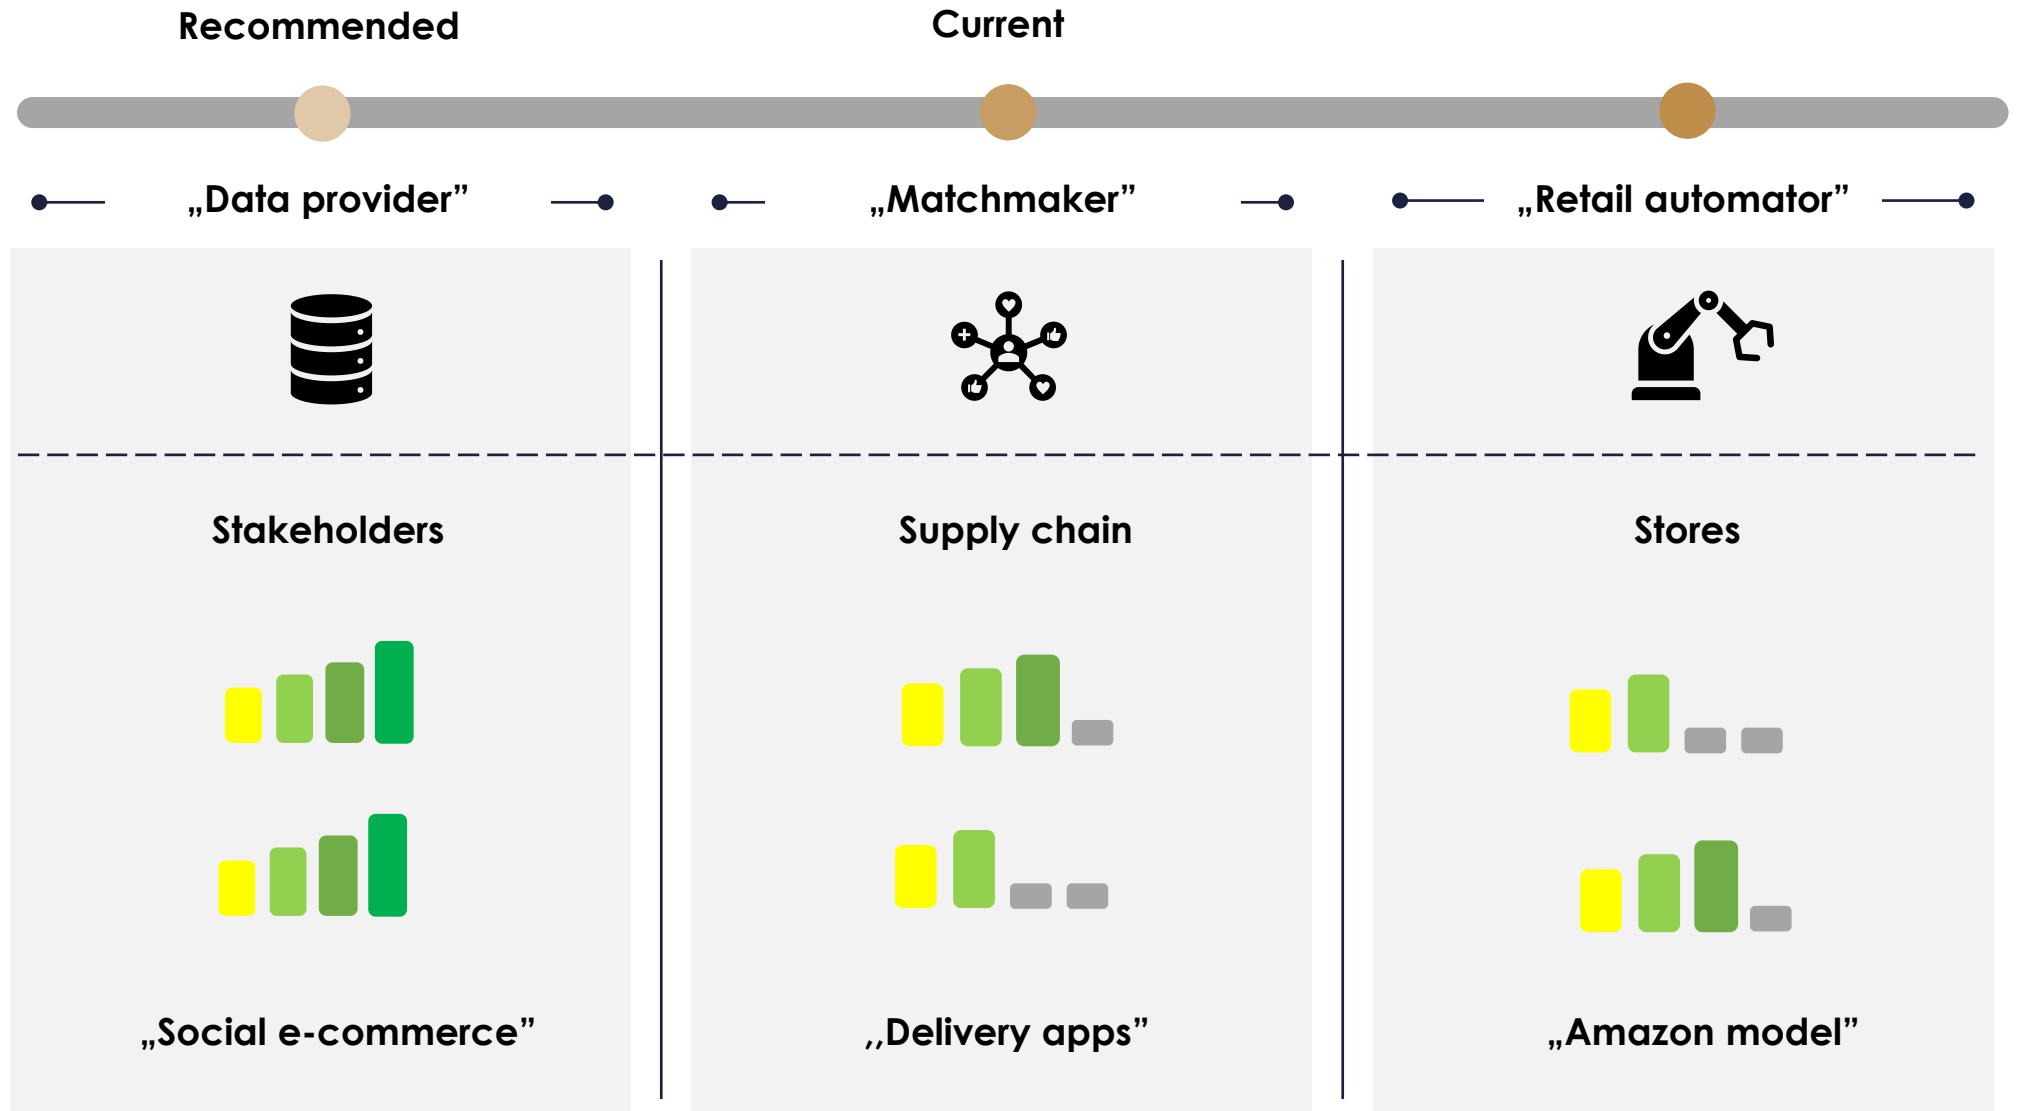 Recommended
Current
„Data provider”
„Matchmaker”
„Retail automator”
Stakeholders
Supply chain
Stores
„Social e-commerce”
,,Delivery apps”
„Amazon model”